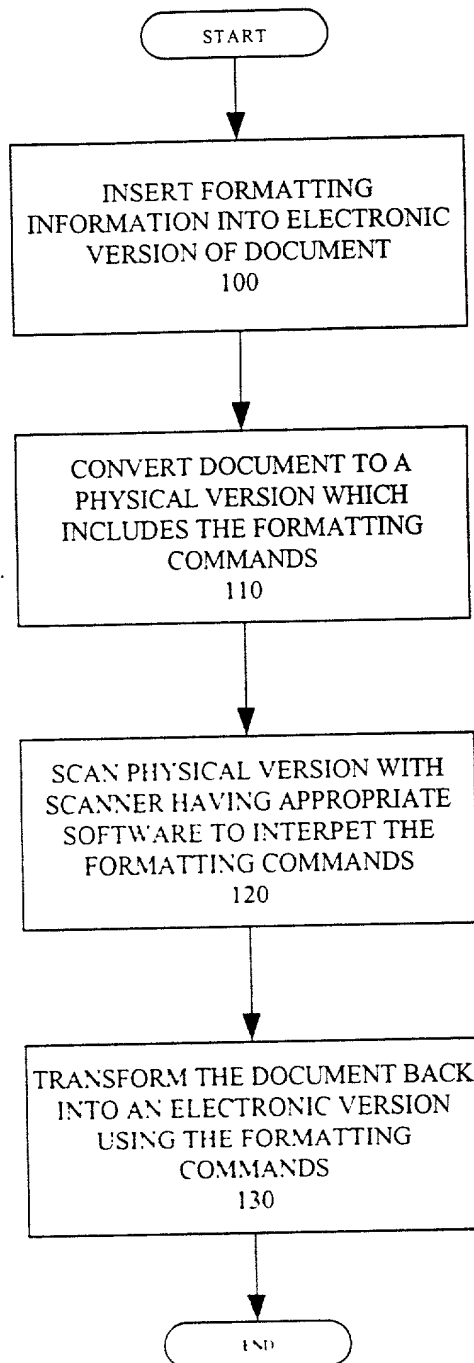 START
INSERT FORMATTING
INFORMATION INTO ELECTRONIC
VERSION OF DOCUMENT
100
CONVERT DOCUMENT TO A
PHYSICAL VERSION WHICH
INCLUDES THE FORMATTING
COMMANDS
110
SCAN PHYSICAL VERSION WITH
SCANNER HAVING APPROPRIATE
SOFTWARE TO INTERPET THE
FORMATTING COMMANDS
120
TRANSFORM THE DOCUMENT BACK
INTO AN ELECTRONIC VERSION
USING THE FORMATTING
COMMANDS
130
END